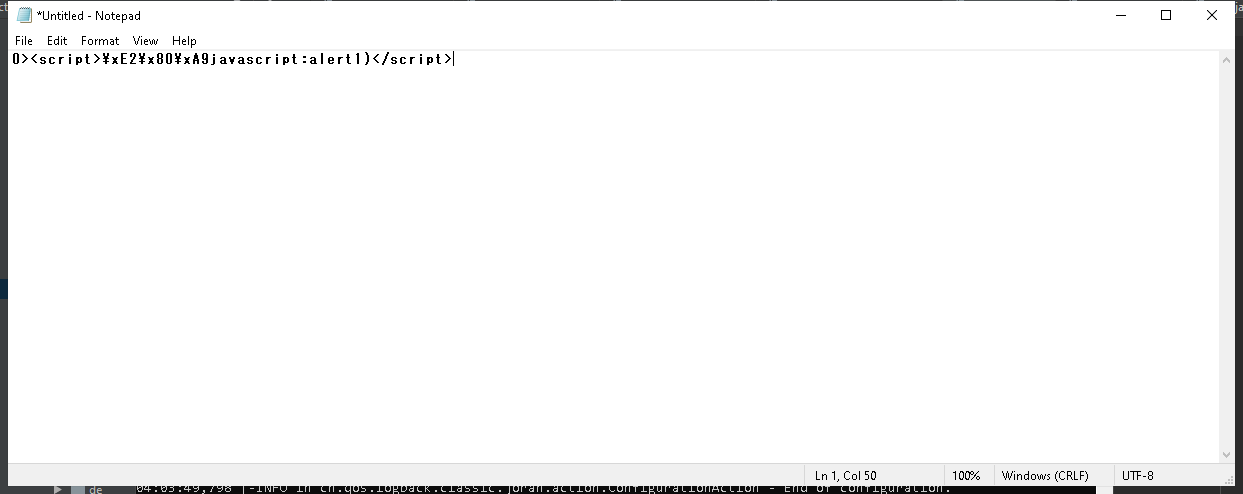 *Untitled - Notepad
File Edit Format View Help
0><script>¥xE2¥x80¥xA9javascript:alert1)</script>
Ln 1, Col 50 100% Windows (CRLF) UTF-8
de 04:03:49,798 |-INFO in ch.qos.logback.classic.joran.action.ConfigurationAction - End of configuration.